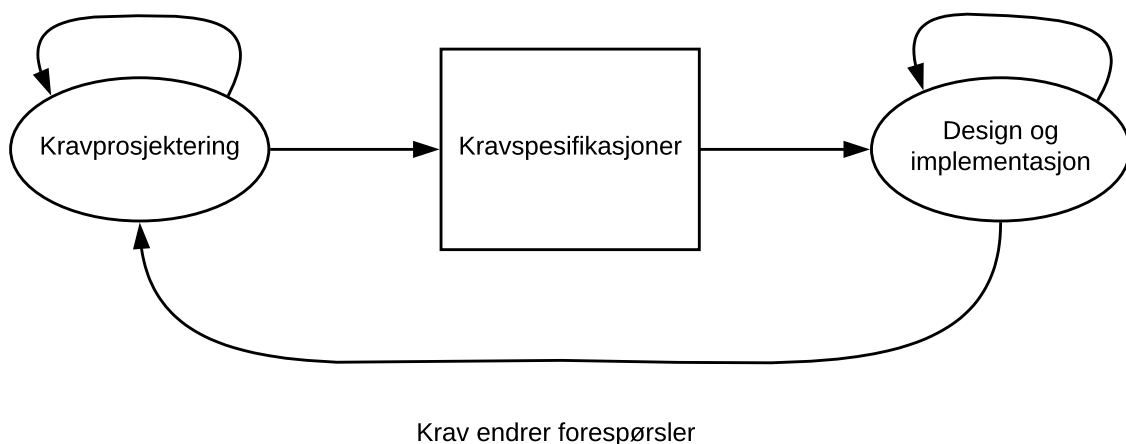 Kravprosjektering
Kravspesifikasjoner
Design og
implementasjon
Krav endrer forespørsler